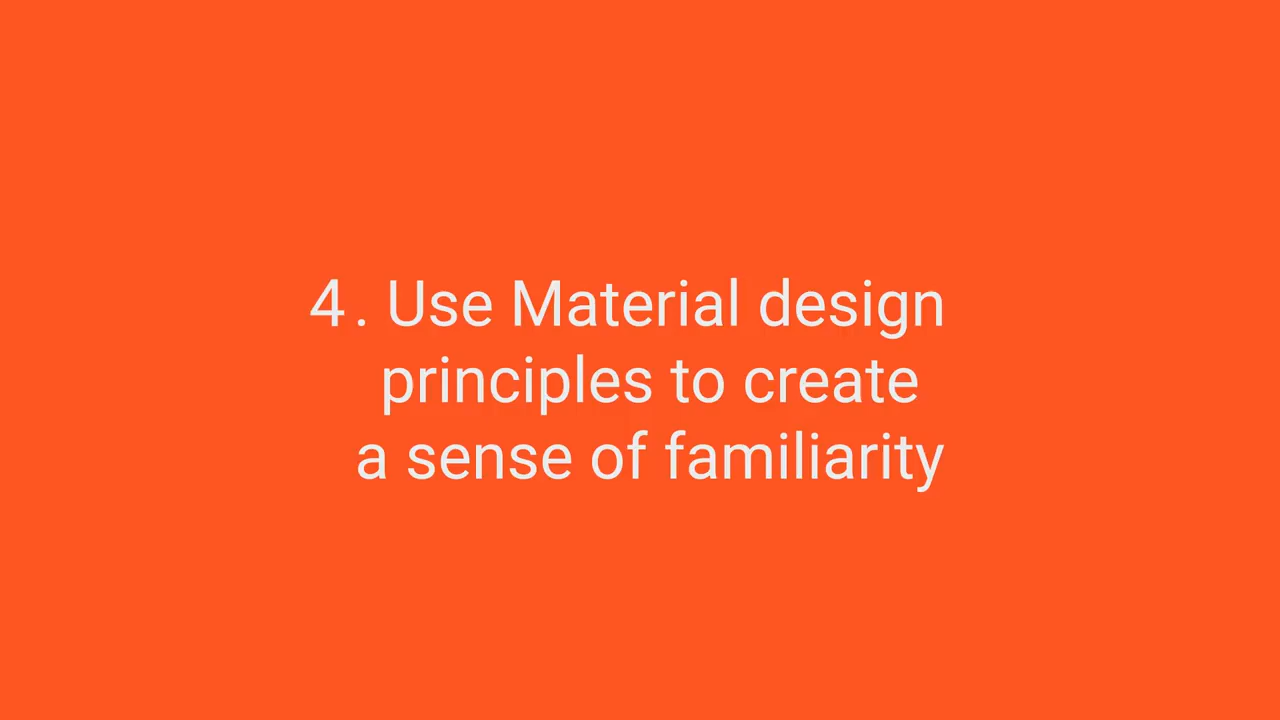 4. Use Material design
principles to create
a sense of familiarity